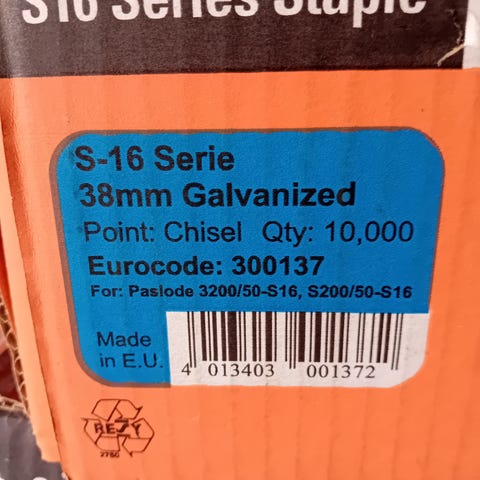 S16 Series Staple
S-16 Serie
38mm Galvanized
Point: Chisel Qty: 10,000
Eurocode: 300137
For: Paslode 3200/50-S16, S200/50-S16
Made
in E.U.
4 013403 001372
RESY
2780